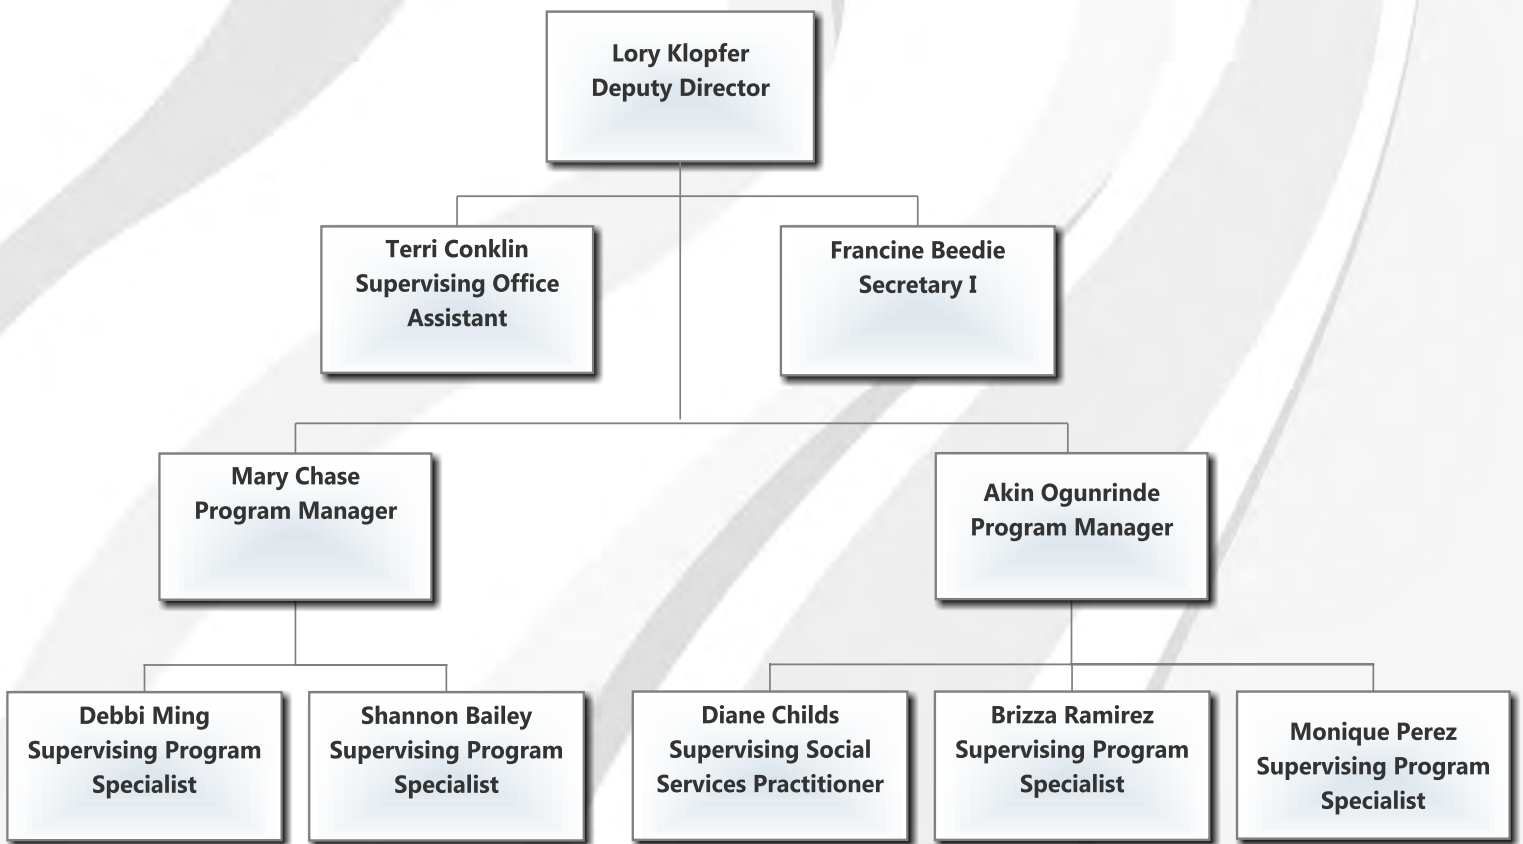 Lory Klopfer
Deputy Director
Terri Conklin
Supervising Office
Assistant
Francine Beedie
Secretary I
Mary Chase
Program Manager
Akin Ogunrinde
Program Manager
Debbi Ming
Supervising Program
Specialist
Shannon Bailey
Supervising Program
Specialist
Diane Childs
Supervising Social
Services Practitioner
Brizza Ramirez
Supervising Program
Specialist
Monique Perez
Supervising Program
Specialist